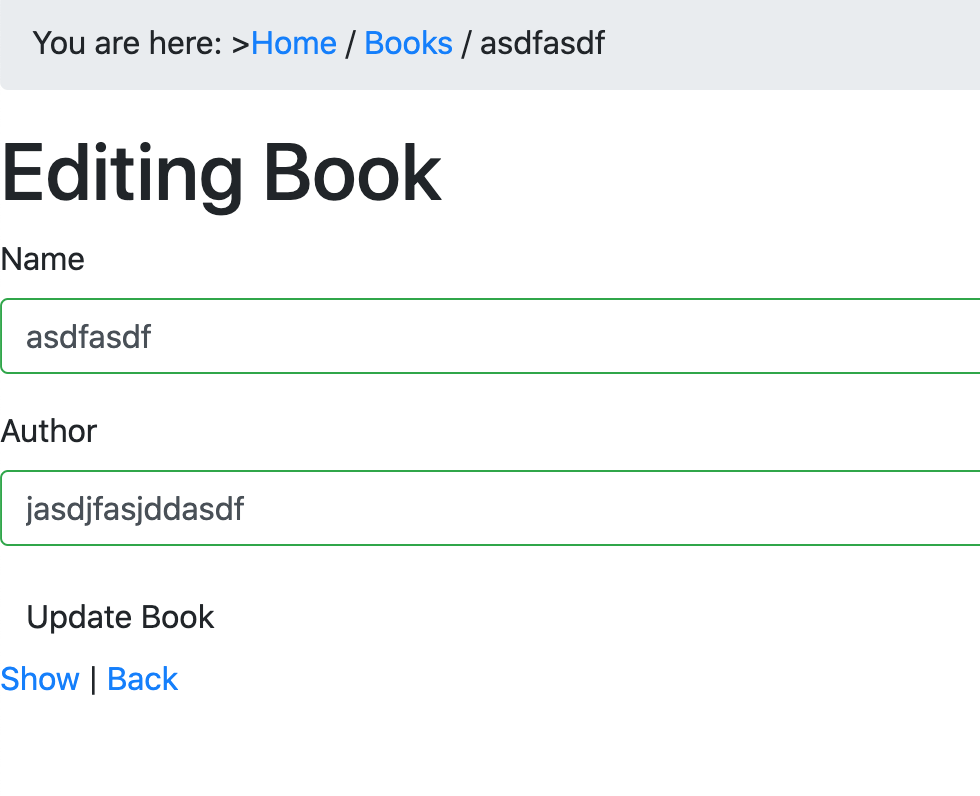 You are here: >Home / Books / asdfasdf
Editing Book
Name
asdfasdf
Author
jasdjfasjddasdf
Update Book
Show | Back